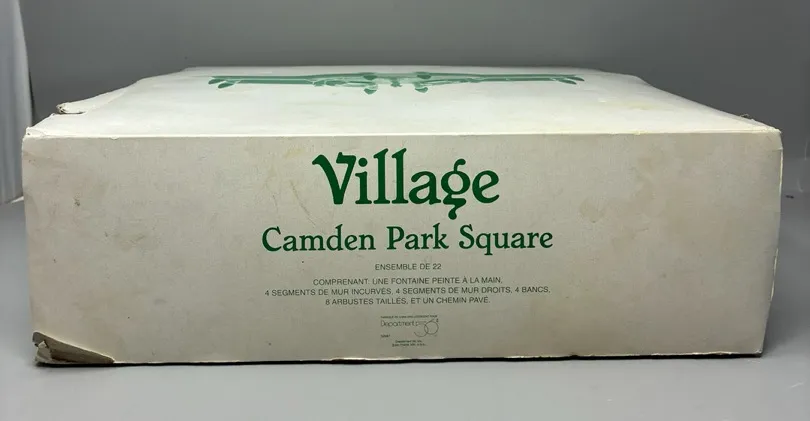 Village
Camden Park Square
ENSEMBLE DE 22
COMPRENANT: UNE FONTAINE PEINTE À LA MAIN,
4 SEGMENTS DE MUR INCURVÉS, 4 SEGMENTS DE MUR DROITS, 4 BANCS,
8 ARBUSTES TAILLÉS, ET UN CHEMIN PAVÉ.
Department 56